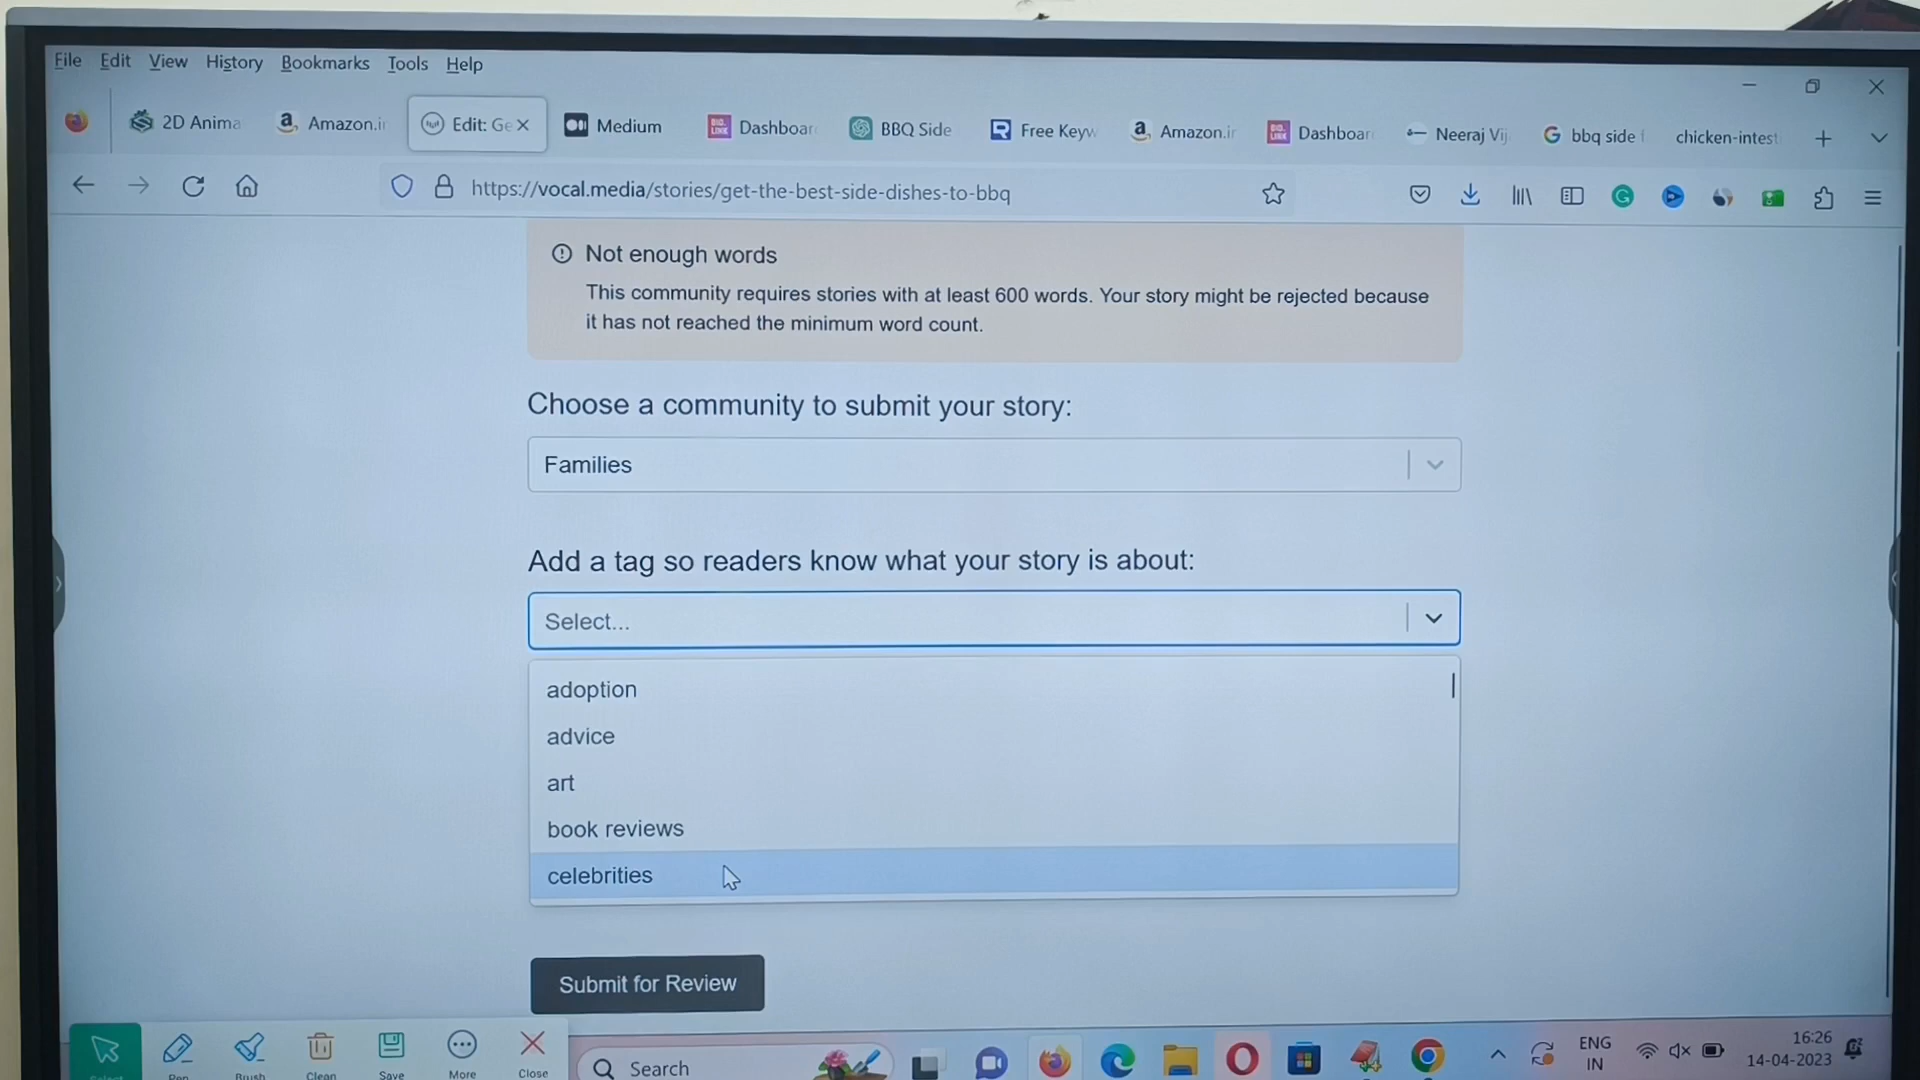 File Edit View History Bookmarks Tools Help
2D Anima
Amazon.in
Edit: Ge
Medium
Dashboar
BBQ Side
Free Keyw
Amazon.in
Dashboar
Neeraj Vij
bbq side f
chicken-intest
https://vocal.media/stories/get-the-best-side-dishes-to-bbq
Not enough words
This community requires stories with at least 600 words. Your story might be rejected because
it has not reached the minimum word count.
Choose a community to submit your story:
Families
Add a tag so readers know what your story is about:
Select...
adoption
advice
art
book reviews
celebrities
Submit for Review
Select Pen Brush Clean Save More Close
Search
ENG
IN
16:26
14-04-2023